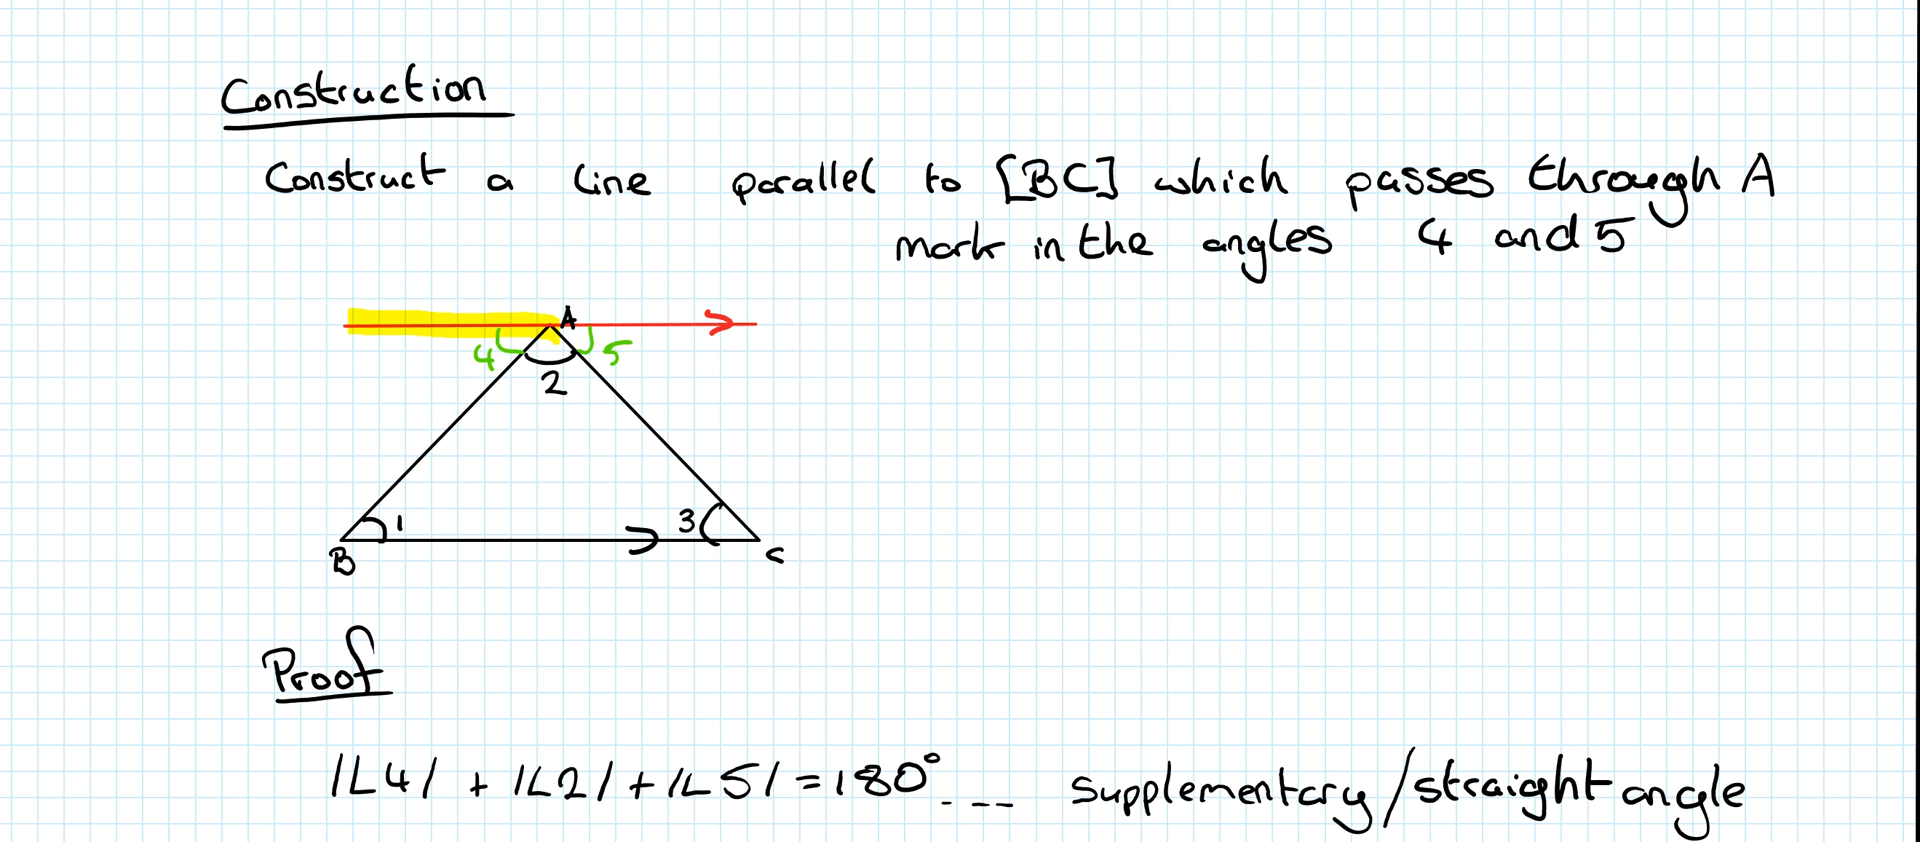 Construction
Construct a line parallel to [BC] which passes through A
mark in the angles 4 and 5
A
4 5
2
1 3
B C
Proof
|∠4| + |∠2| + |∠5| = 180° ---- supplementary/straight angle